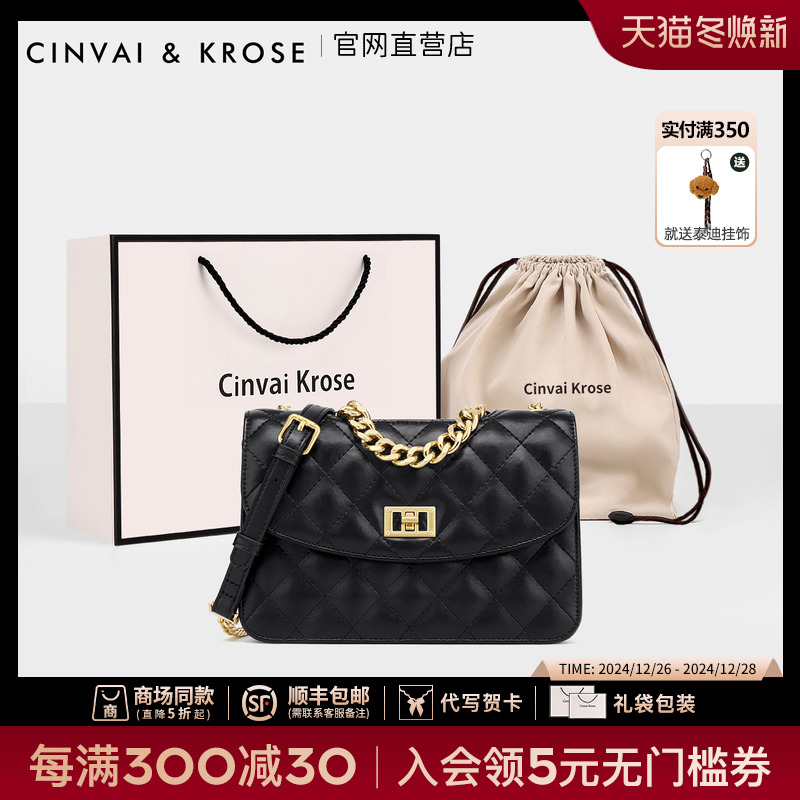 CINVAI & KROSE | 官网直营店
天猫冬焕新
实付满350
送
就送泰迪挂饰
Cinvai Krose
Cinvai Krose
TIME: 2024/12/26 - 2024/12/28
商 商场同款
(直降5折起)
SF 顺丰包邮
(需联系客服备注)
代写贺卡
Cinvai Krose
礼袋包装
每满300减30 | 入会领5元无门槛券